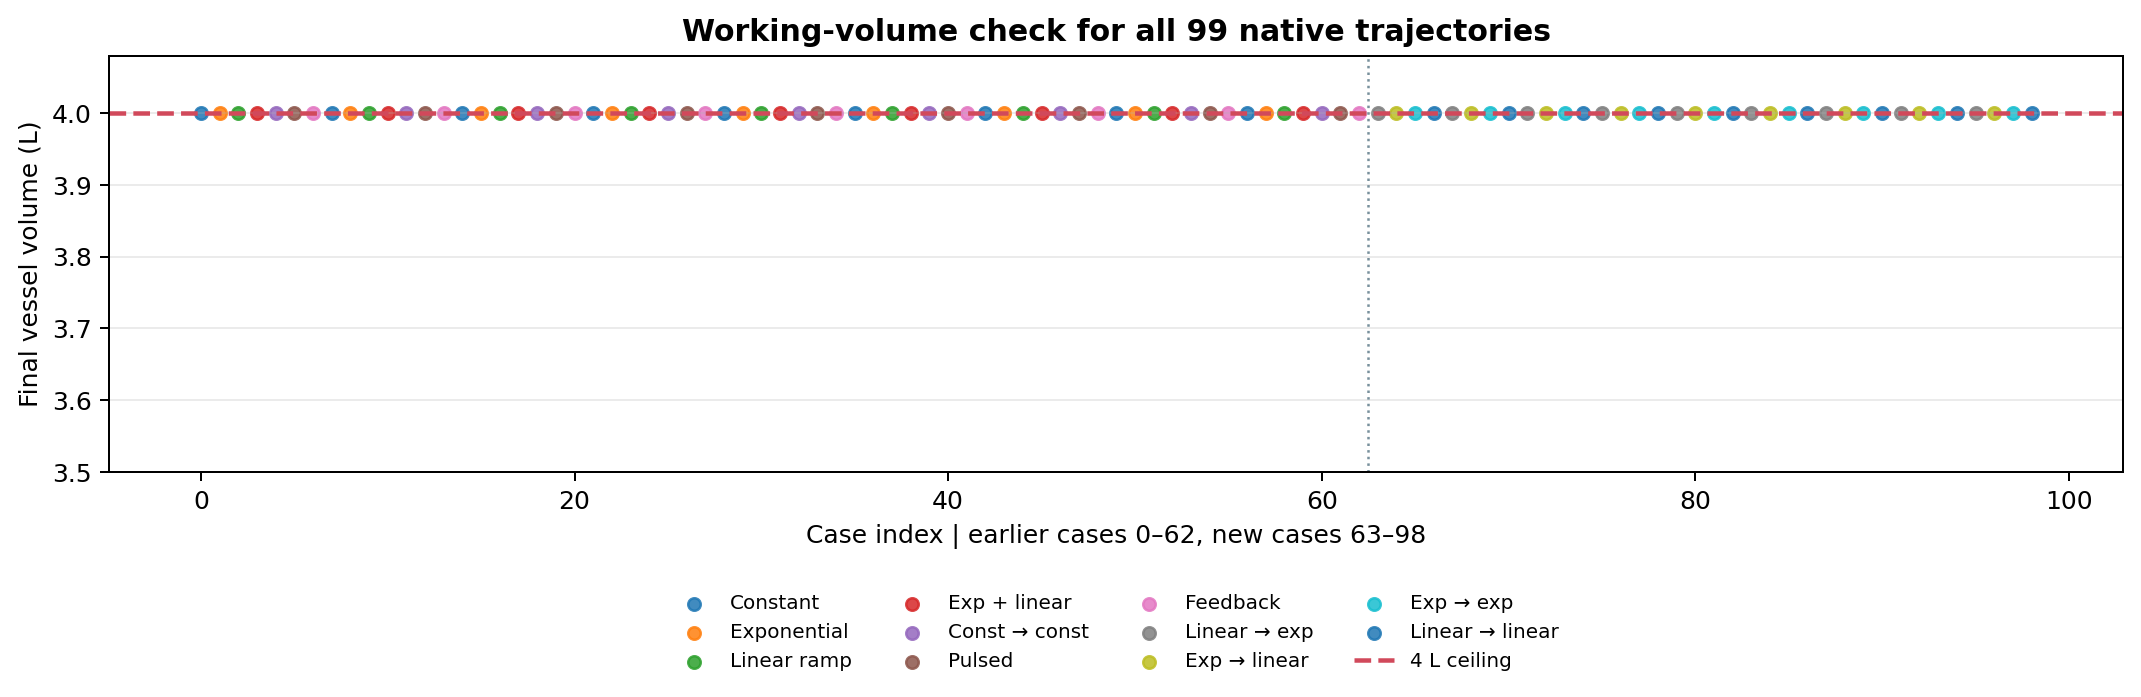 Working-volume check for all 99 native trajectories
Final vessel volume (L)
4.0
3.9
3.8
3.7
3.6
3.5
0 20 40 60 80 100
Case index | earlier cases 0–62, new cases 63–98
Constant
Exponential
Linear ramp
Exp + linear
Const → const
Pulsed
Feedback
Linear → exp
Exp → linear
Exp → exp
Linear → linear
4 L ceiling